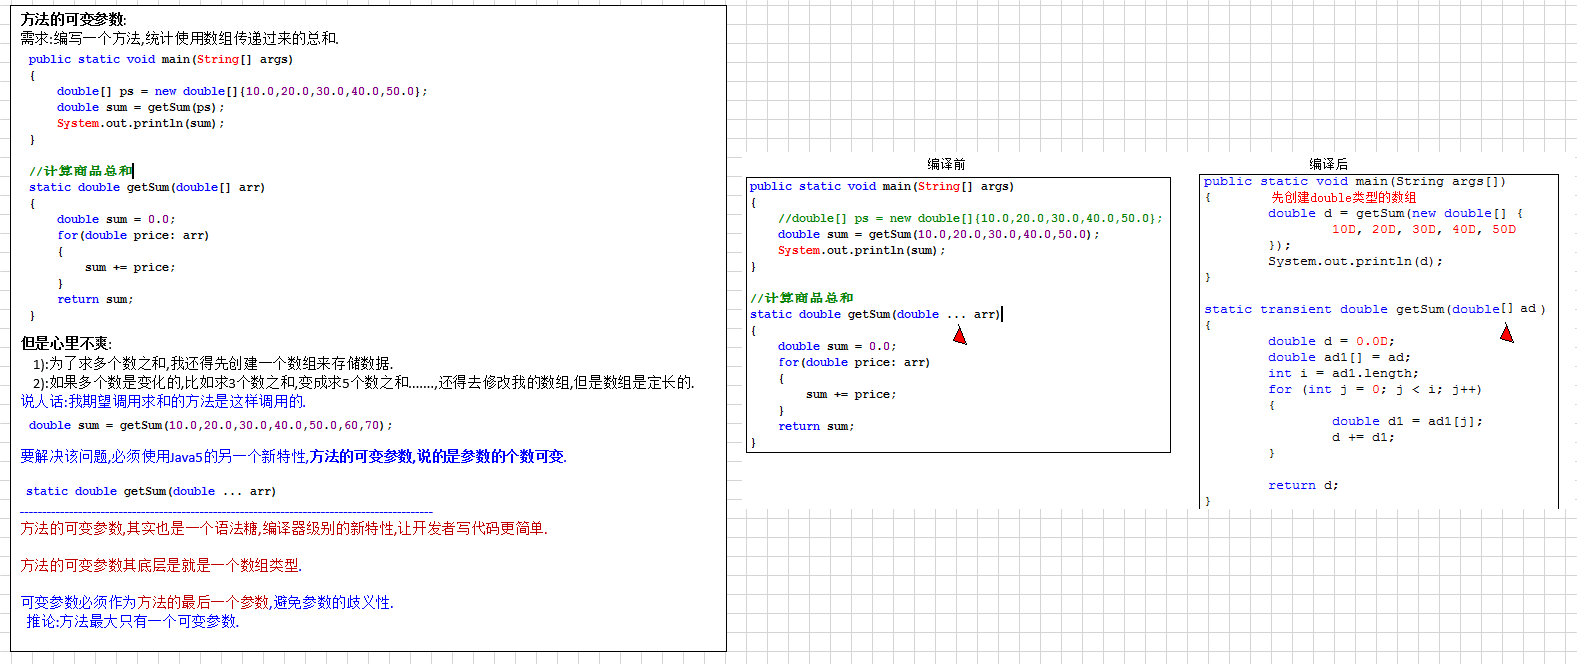 方法的可变参数:
需求:编写一个方法,统计使用数组传递过来的总和.
public static void main(String[] args)
{
double[] ps = new double[]{10.0,20.0,30.0,40.0,50.0};
double sum = getSum(ps);
System.out.println(sum);
}
//计算商品总和
static double getSum(double[] arr)
{
double sum = 0.0;
for(double price: arr)
{
sum += price;
}
return sum;
}
但是心里不爽:
1):为了求多个数之和,我还得先创建一个数组来存储数据.
2):如果多个数是变化的,比如求3个数之和,变成求5个数之和.......,还得去修改我的数组,但是数组是定长的.
说人话:我期望调用求和的方法是这样调用的.
double sum = getSum(10.0,20.0,30.0,40.0,50.0,60,70);
要解决该问题,必须使用Java5的另一个新特性,方法的可变参数,说的是参数的个数可变.
static double getSum(double ... arr)
--------------------------------------------------------------------------------------
方法的可变参数,其实也是一个语法糖,编译器级别的新特性,让开发者写代码更简单.
方法的可变参数其底层是就是一个数组类型.
可变参数必须作为方法的最后一个参数,避免参数的歧义性.
推论:方法最大只有一个可变参数.
编译前
public static void main(String[] args)
{
//double[] ps = new double[]{10.0,20.0,30.0,40.0,50.0};
double sum = getSum(10.0,20.0,30.0,40.0,50.0);
System.out.println(sum);
}
//计算商品总和
static double getSum(double ... arr)
{
double sum = 0.0;
for(double price: arr)
{
sum += price;
}
return sum;
}
编译后
public static void main(String args[])
{ 先创建double类型的数组
double d = getSum(new double[] {
10D, 20D, 30D, 40D, 50D
});
System.out.println(d);
}
static transient double getSum(double[] ad )
{
double d = 0.0D;
double ad1[] = ad;
int i = ad1.length;
for (int j = 0; j < i; j++)
{
double d1 = ad1[j];
d += d1;
}
return d;
}